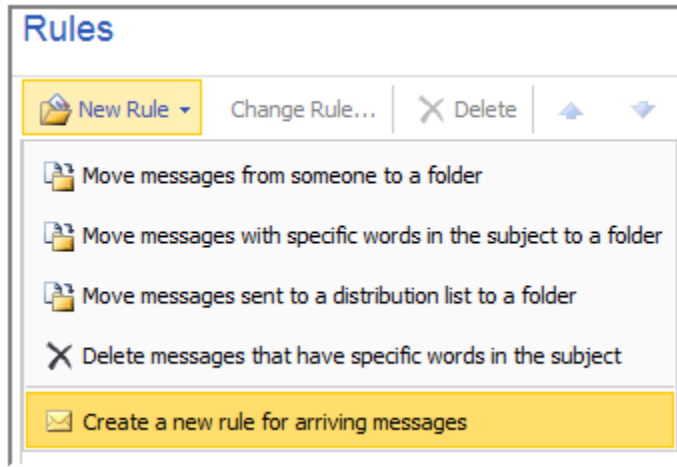 Rules
New Rule Change Rule... Delete
Move messages from someone to a folder
Move messages with specific words in the subject to a folder
Move messages sent to a distribution list to a folder
Delete messages that have specific words in the subject
Create a new rule for arriving messages